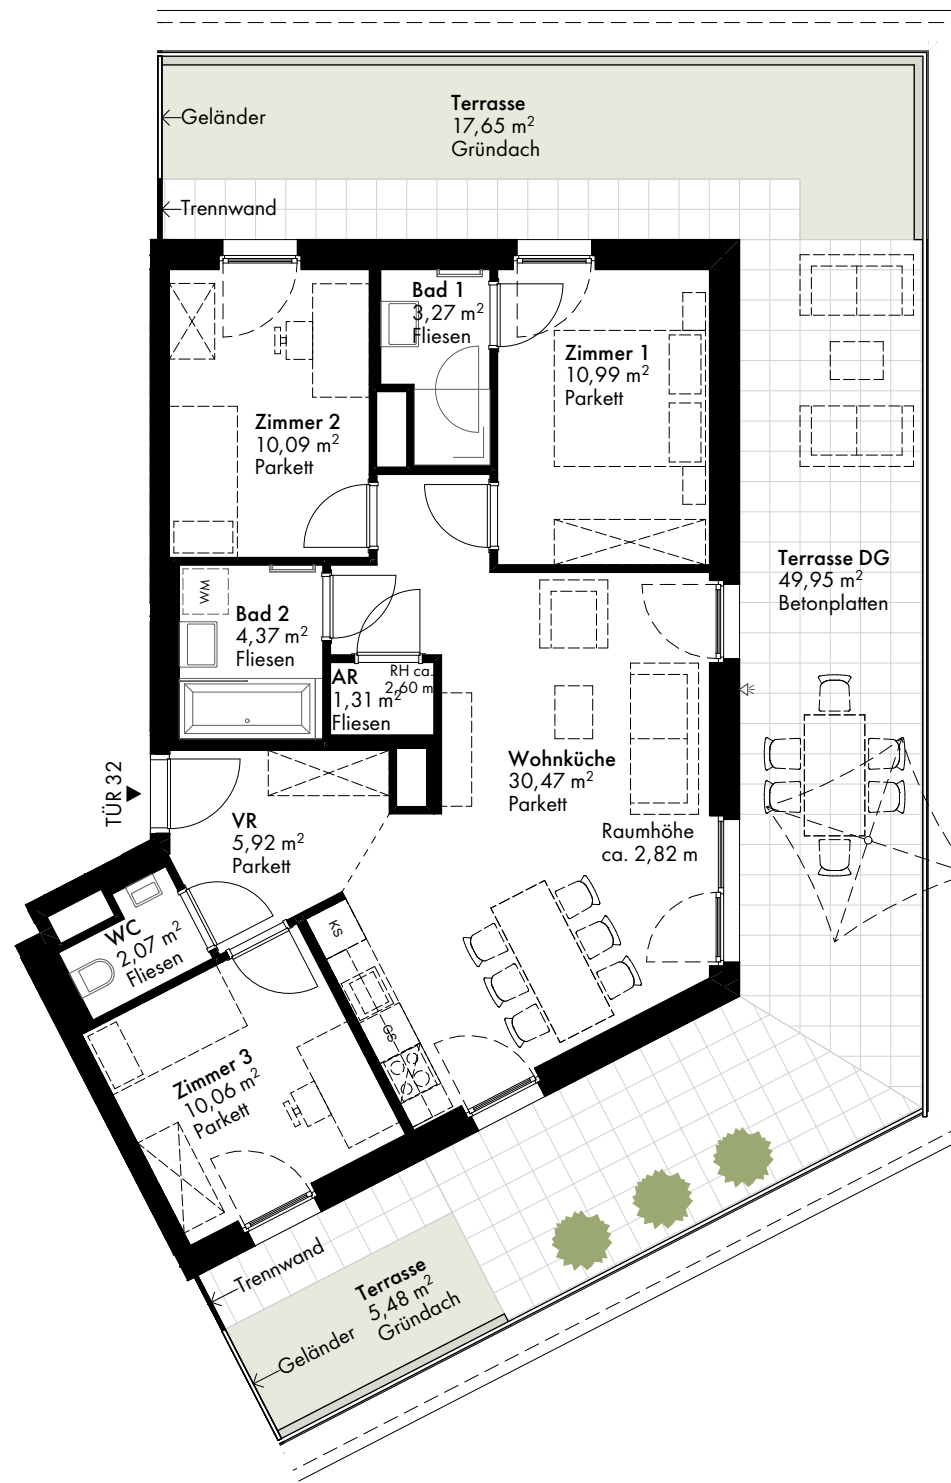 Terrasse
17,65 m²
Gründach
Geländer
Trennwand
Bad 1
3,27 m²
Fliesen
Zimmer 1
10,99 m²
Parkett
Zimmer 2
10,09 m²
Parkett
Terrasse DG
49,95 m²
Betonplatten
WM
Bad 2
4,37 m²
Fliesen
RH ca.
2,60 m
AR
1,31 m²
Fliesen
Wohnküche
30,47 m²
Parkett
TÜR 32
VR
5,92 m²
Parkett
Raumhöhe
ca. 2,82 m
WC
2,07 m²
Fliesen
KS
GS
Zimmer 3
10,06 m²
Parkett
Trennwand
Terrasse
5,48 m²
Gründach
Geländer